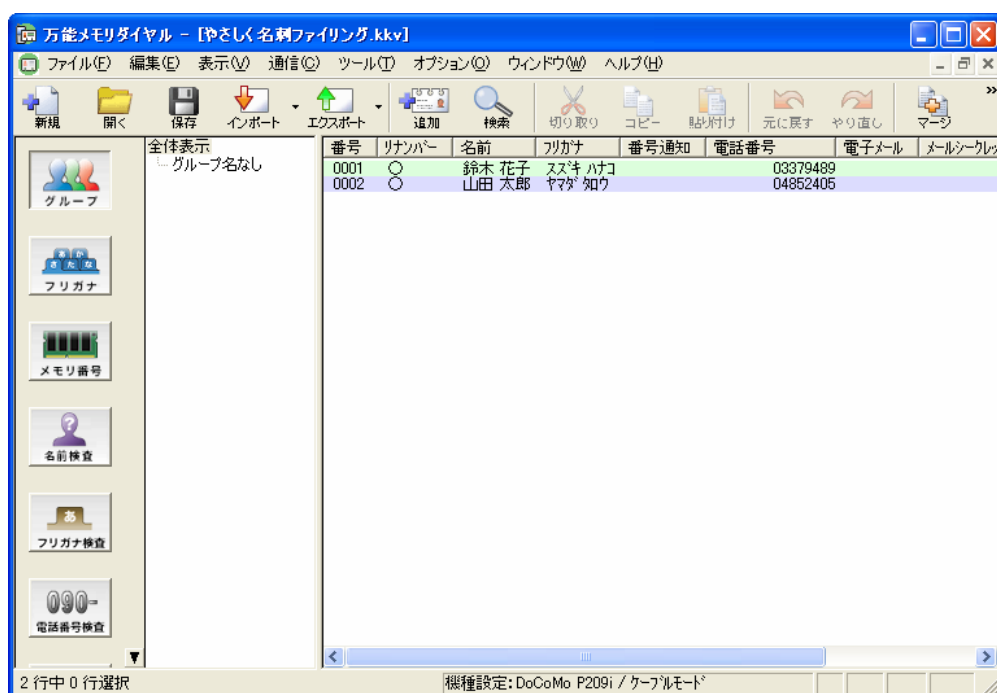 万能メモリダイヤル - [やさしく名刺ファイリング.kkv]
ファイル(F) 編集(E) 表示(V) 通信(C) ツール(T) オプション(O) ウィンドウ(W) ヘルプ(H)
新規 開く 保存 インポート エクスポート 追加 検索 切り取り コピー 貼り付け 元に戻す やり直し マージ
グループ
フリガナ
メモリ番号
名前検査
フリガナ検査
090-
電話番号検査
全体表示
グループ名なし
番号 リナンバー 名前 フリガナ 番号通知 電話番号 電子メール メールシークレッ
0001 ○ 鈴木 花子 スズキ ハナコ 03379489
0002 ○ 山田 太郎 ヤマダ タロウ 04852405
2 行中 0 行選択
機種設定:DoCoMo P209i / ケーブルモード